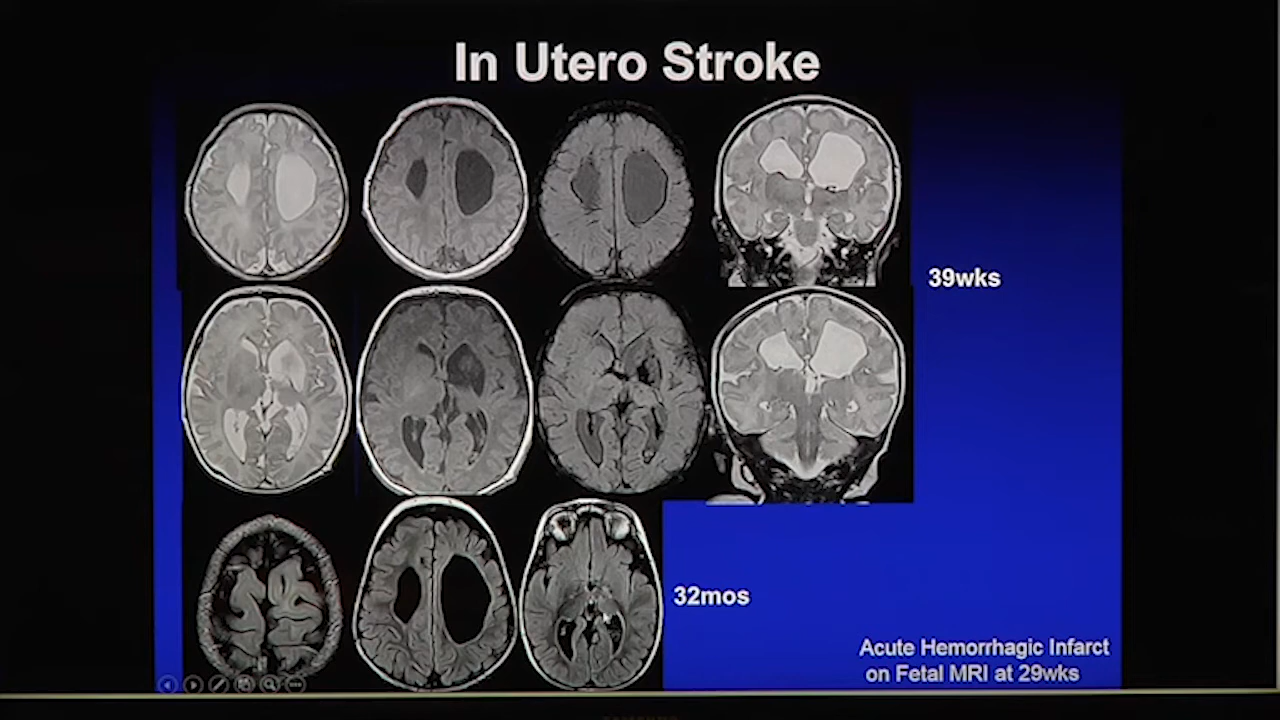 In Utero Stroke
39wks
32mos
Acute Hemorrhagic Infarct
on Fetal MRI at 29wks